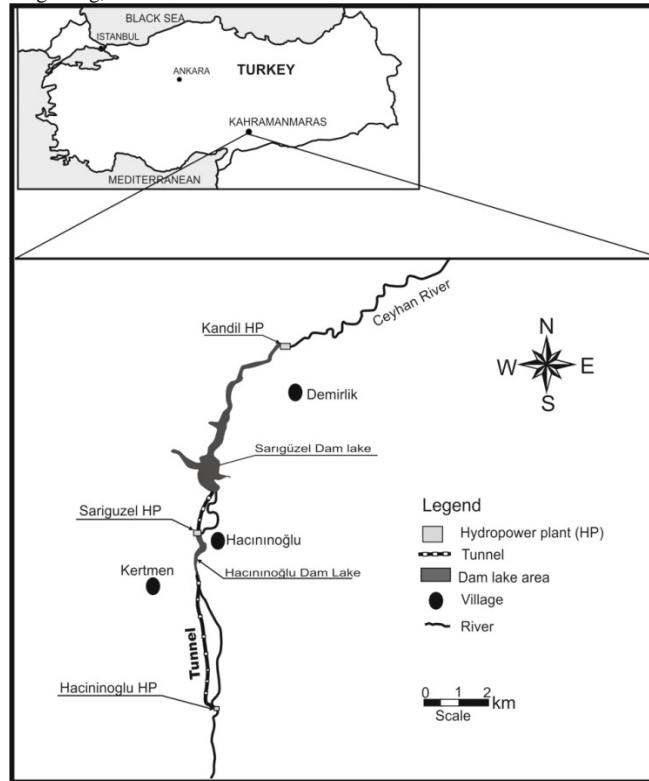 BLACK SEA
ISTANBUL
ANKARA
TURKEY
KAHRAMANMARAS
MEDITERRANEAN
Ceyhan River
Kandil HP
N
W E
S
Demirlik
Sarıgüzel Dam lake
Legend
Sariguzel HP
Hydropower plant (HP)
Hacınınoğlu
Tunnel
Kertmen
Hacınınoğlu Dam Lake
Dam lake area
Village
River
Tunnel
Hacininoglu HP
0 1 2 km
Scale